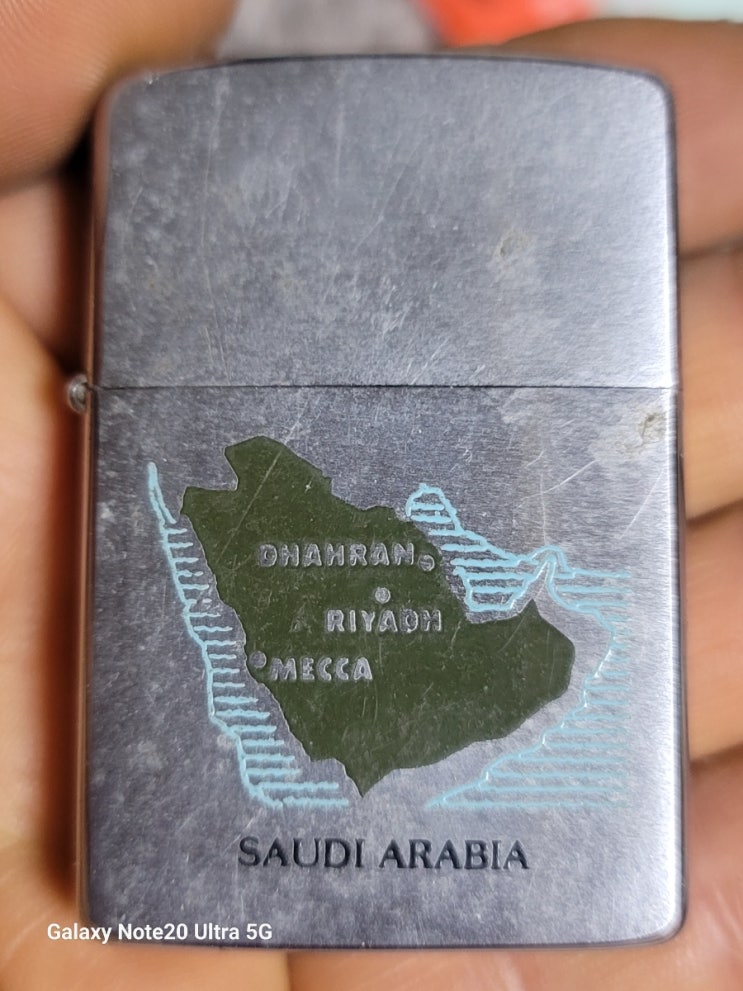 DHAHRAN
RIYADH
MECCA
SAUDI ARABIA
Galaxy Note20 Ultra 5G